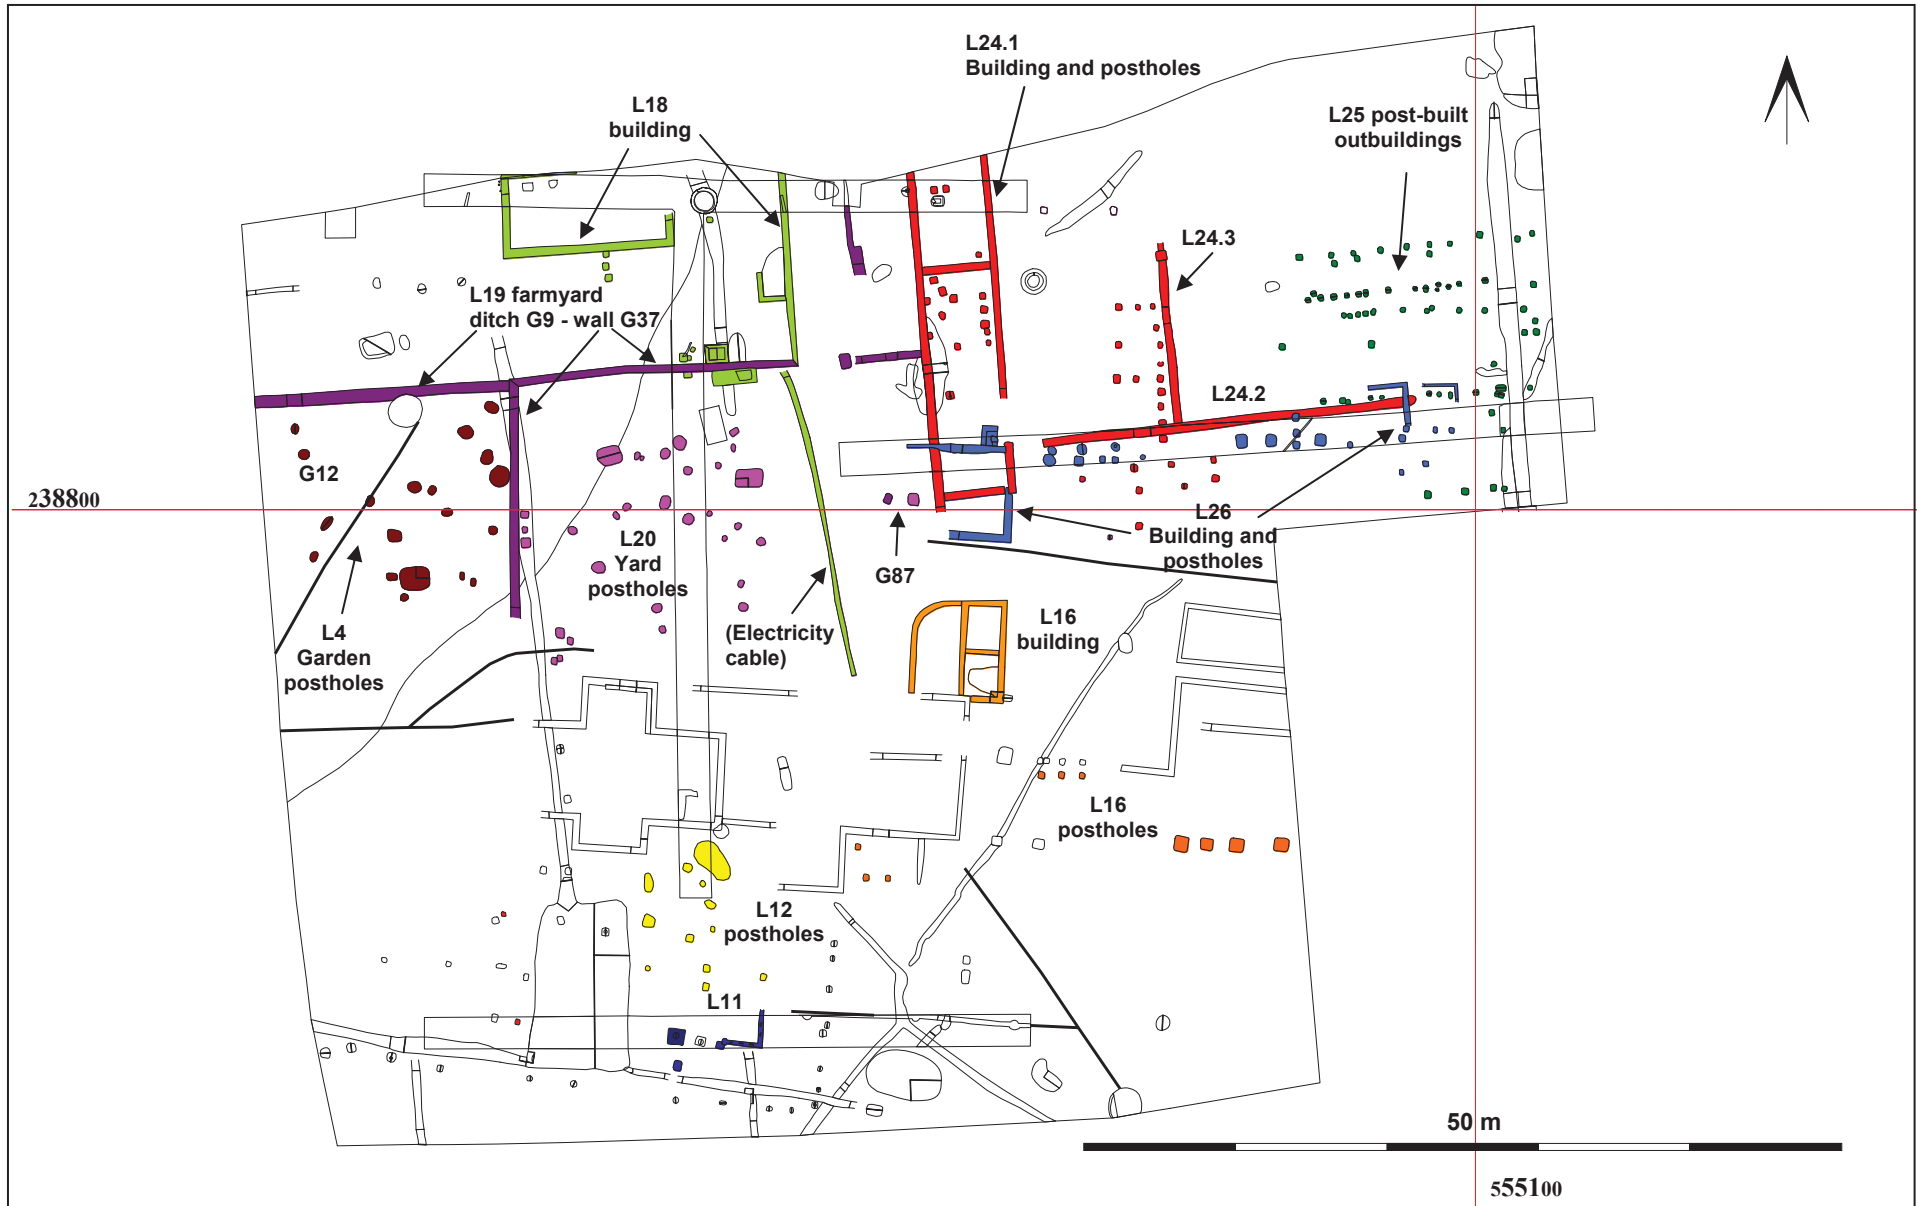 L24.1
Building and postholes
L18
building
L25 post-built
outbuildings
L24.3
L19 farmyard
ditch G9 - wall G37
L24.2
G12
238800
L20
Yard
postholes
G87
L26
Building and
postholes
L4
Garden
postholes
(Electricity
cable)
L16
building
L16
postholes
L12
postholes
L11
50 m
555100